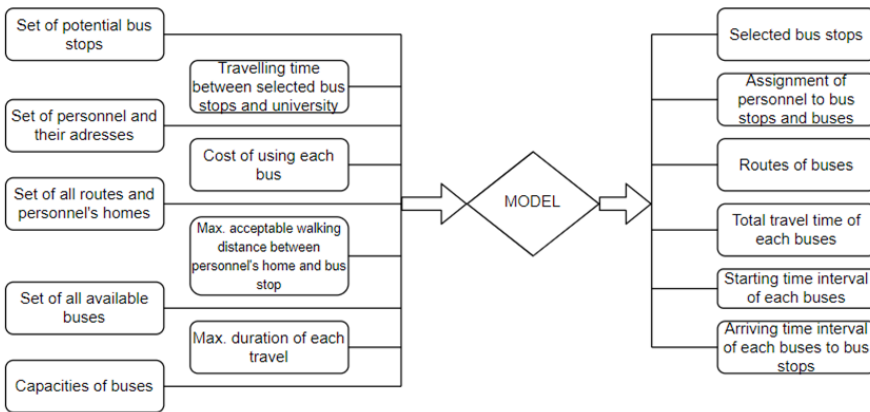 Set of potential bus
stops
Travelling time
between selected bus
stops and university
Set of personnel and
their adresses
Cost of using each
bus
Set of all routes and
personnel's homes
Max. acceptable walking
distance between
personnel's home and bus
stop
Set of all available
buses
Max. duration of each
travel
Capacities of buses
MODEL
Selected bus stops
Assignment of
personnel to bus
stops and buses
Routes of buses
Total travel time of
each buses
Starting time interval
of each buses
Arriving time interval
of each buses to bus
stops